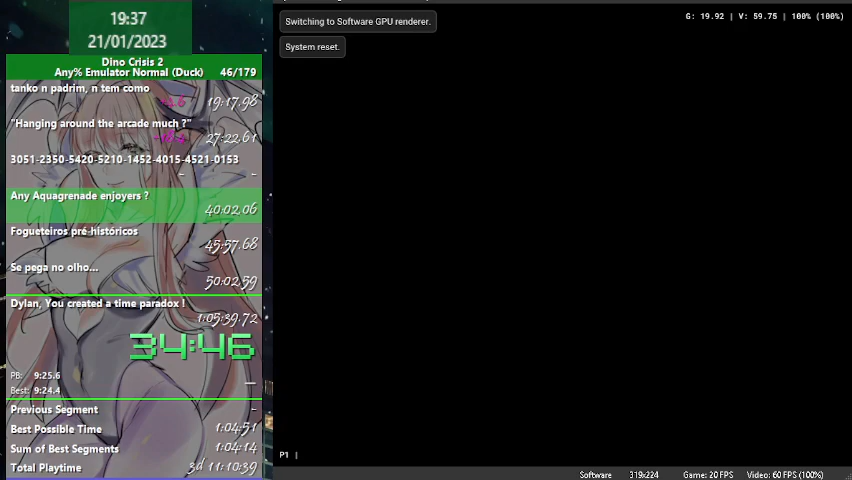 19:37
21/01/2023
Dino Crisis 2
Any% Emulator Normal (Duck) 46/179
tanko n padrim, n tem como
19:17.98
"Hanging around the arcade much ?"
27:22.61
3051-2350-5420-5210-1452-4015-4521-0153
- -
Any Aquagrenade enjoyers ?
40:02.06
Fogueteiros pré-históricos
45:57.68
Se pega no olho...
50:02.59
Dylan, You created a time paradox !
1:05:39.72
34:46
PB: 9:25.6
Best: 9:24.4 —
Previous Segment -
Best Possible Time 1:04:51
Sum of Best Segments 1:04:14
Total Playtime 3d 11:10:39
Switching to Software GPU renderer.
System reset.
G: 19.92 | V: 59.75 | 100% (100%)
P1 |
Software 319x224 Game: 20 FPS Video: 60 FPS (100%)